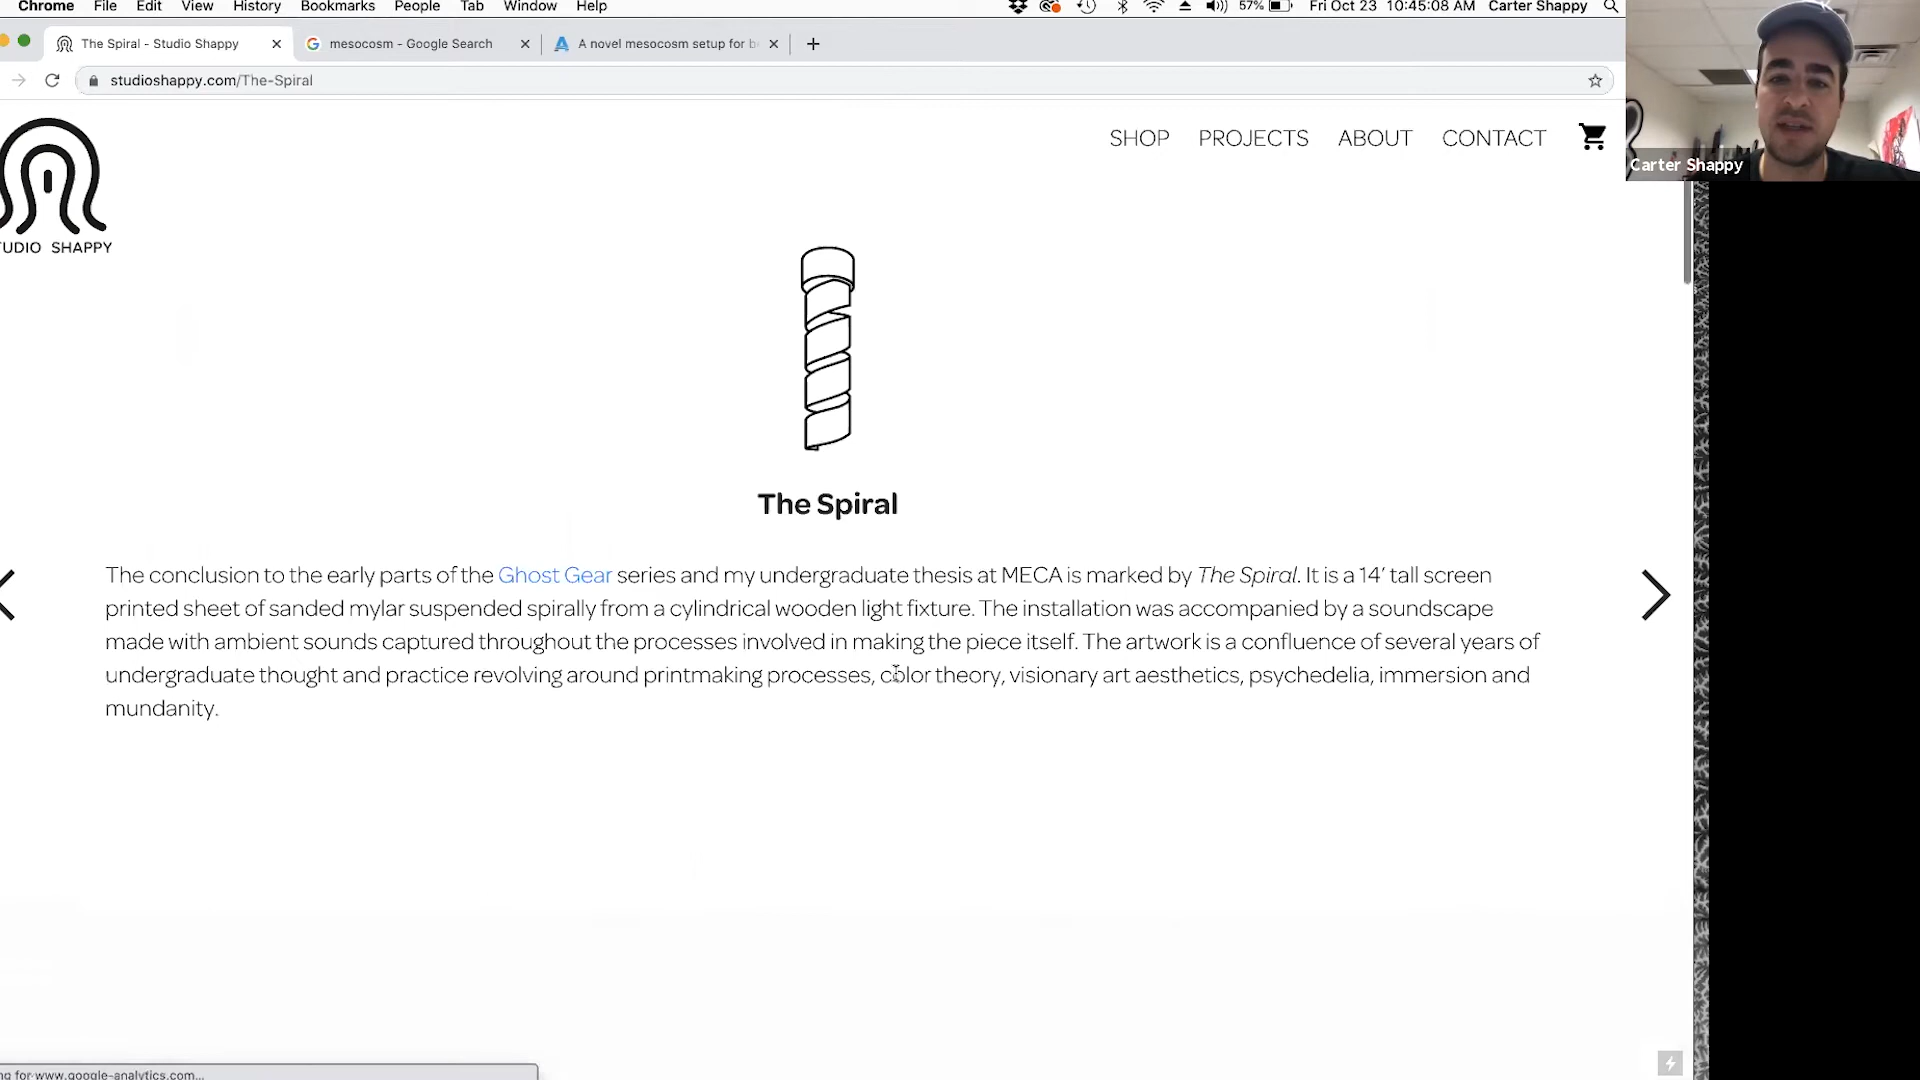 Chrome File Edit View History Bookmarks People Tab Window Help 57% Fri Oct 23 10:45:08 AM Carter Shappy
The Spiral - Studio Shappy mesocosm - Google Search A novel mesocosm setup for b
studioshappy.com/The-Spiral
Carter Shappy
SHOP PROJECTS ABOUT CONTACT
TUDIO SHAPPY
The Spiral
The conclusion to the early parts of the Ghost Gear series and my undergraduate thesis at MECA is marked by The Spiral. It is a 14’ tall screen
printed sheet of sanded mylar suspended spirally from a cylindrical wooden light fixture. The installation was accompanied by a soundscape
made with ambient sounds captured throughout the processes involved in making the piece itself. The artwork is a confluence of several years of
undergraduate thought and practice revolving around printmaking processes, color theory, visionary art aesthetics, psychedelia, immersion and
mundanity.
ng for www.google-analytics.com...